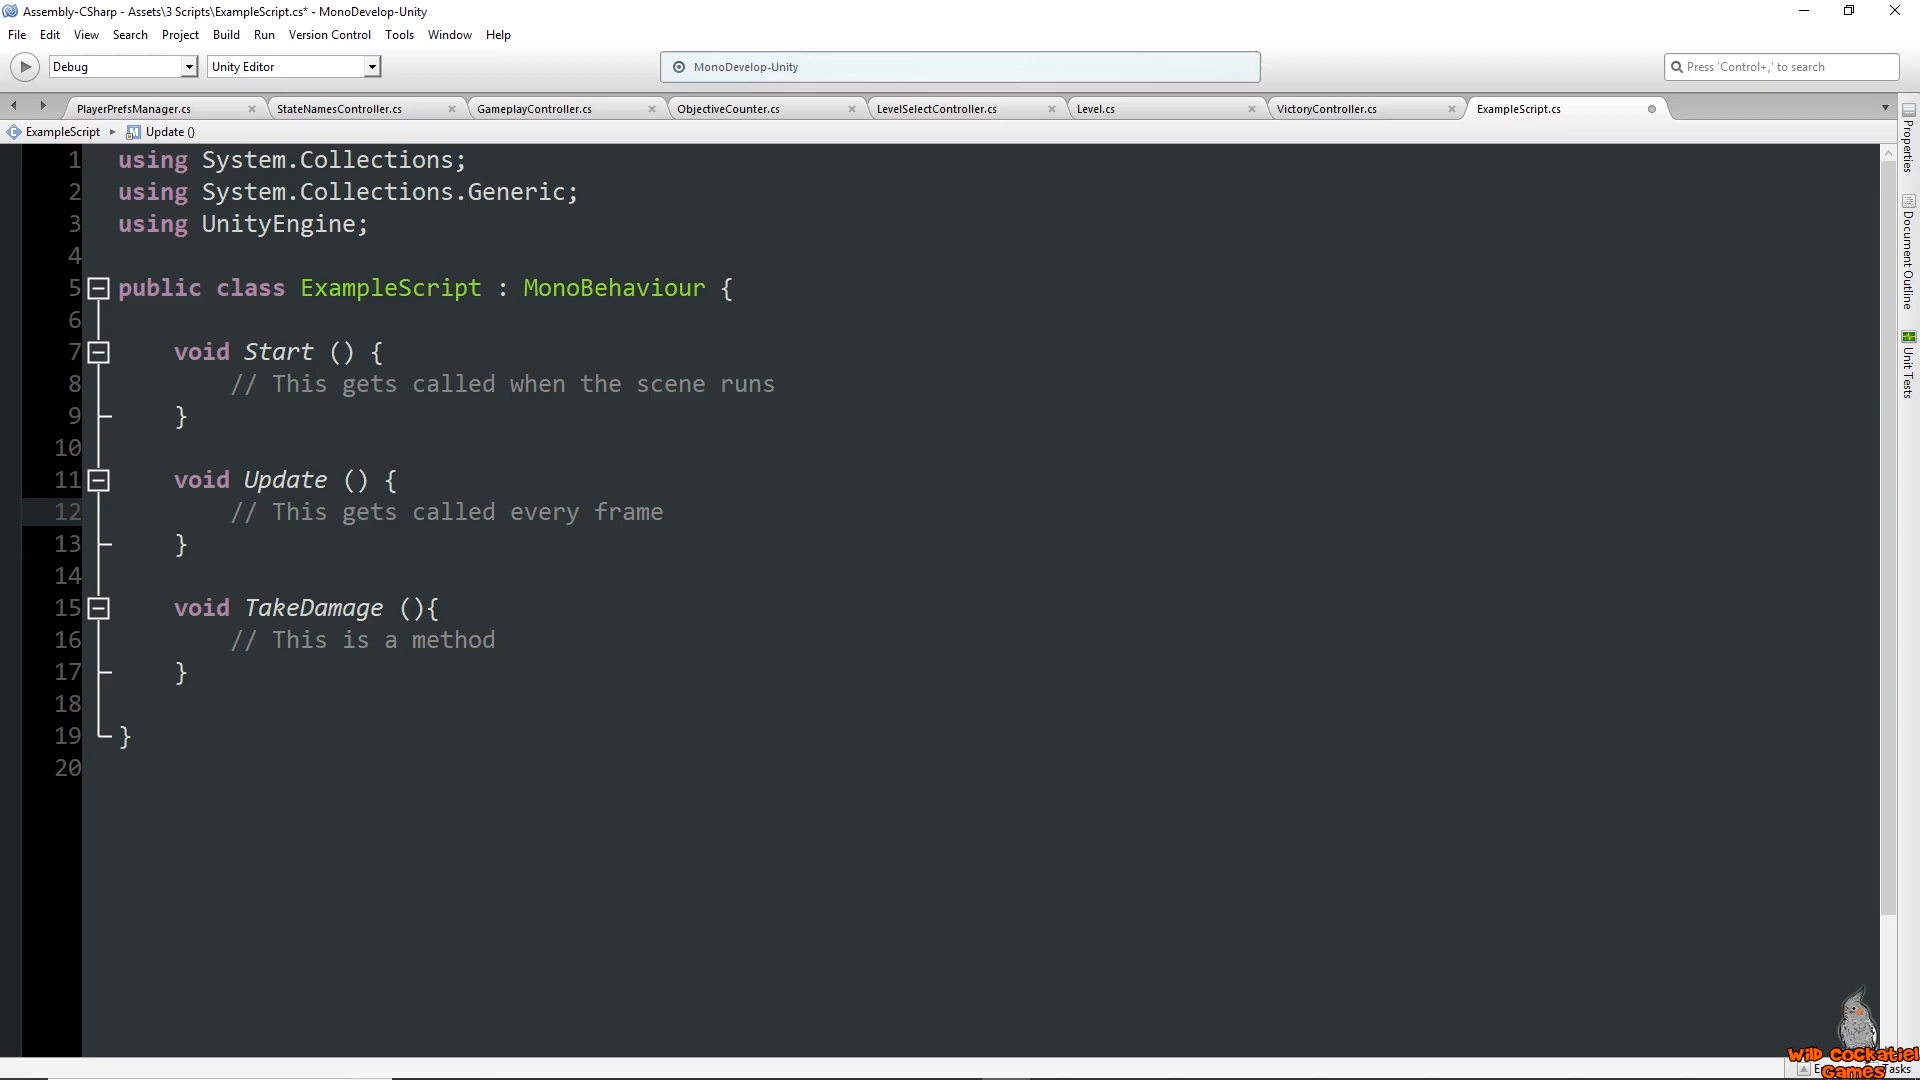 Assembly-CSharp - Assets\3 Scripts\ExampleScript.cs* - MonoDevelop-Unity
File Edit View Search Project Build Run Version Control Tools Window Help
Debug Unity Editor MonoDevelop-Unity Press 'Control+,' to search
PlayerPrefsManager.cs StateNamesController.cs GameplayController.cs ObjectiveCounter.cs LevelSelectController.cs Level.cs VictoryController.cs ExampleScript.cs
ExampleScript Update ()
1 using System.Collections;
2 using System.Collections.Generic;
3 using UnityEngine;
4
5 public class ExampleScript : MonoBehaviour {
6
7 void Start () {
8 // This gets called when the scene runs
9 }
10
11 void Update () {
12 // This gets called every frame
13 }
14
15 void TakeDamage (){
16 // This is a method
17 }
18
19 }
20
Properties
Document Outline
Unit Tests
Wild Cockatiel
Games
Tasks